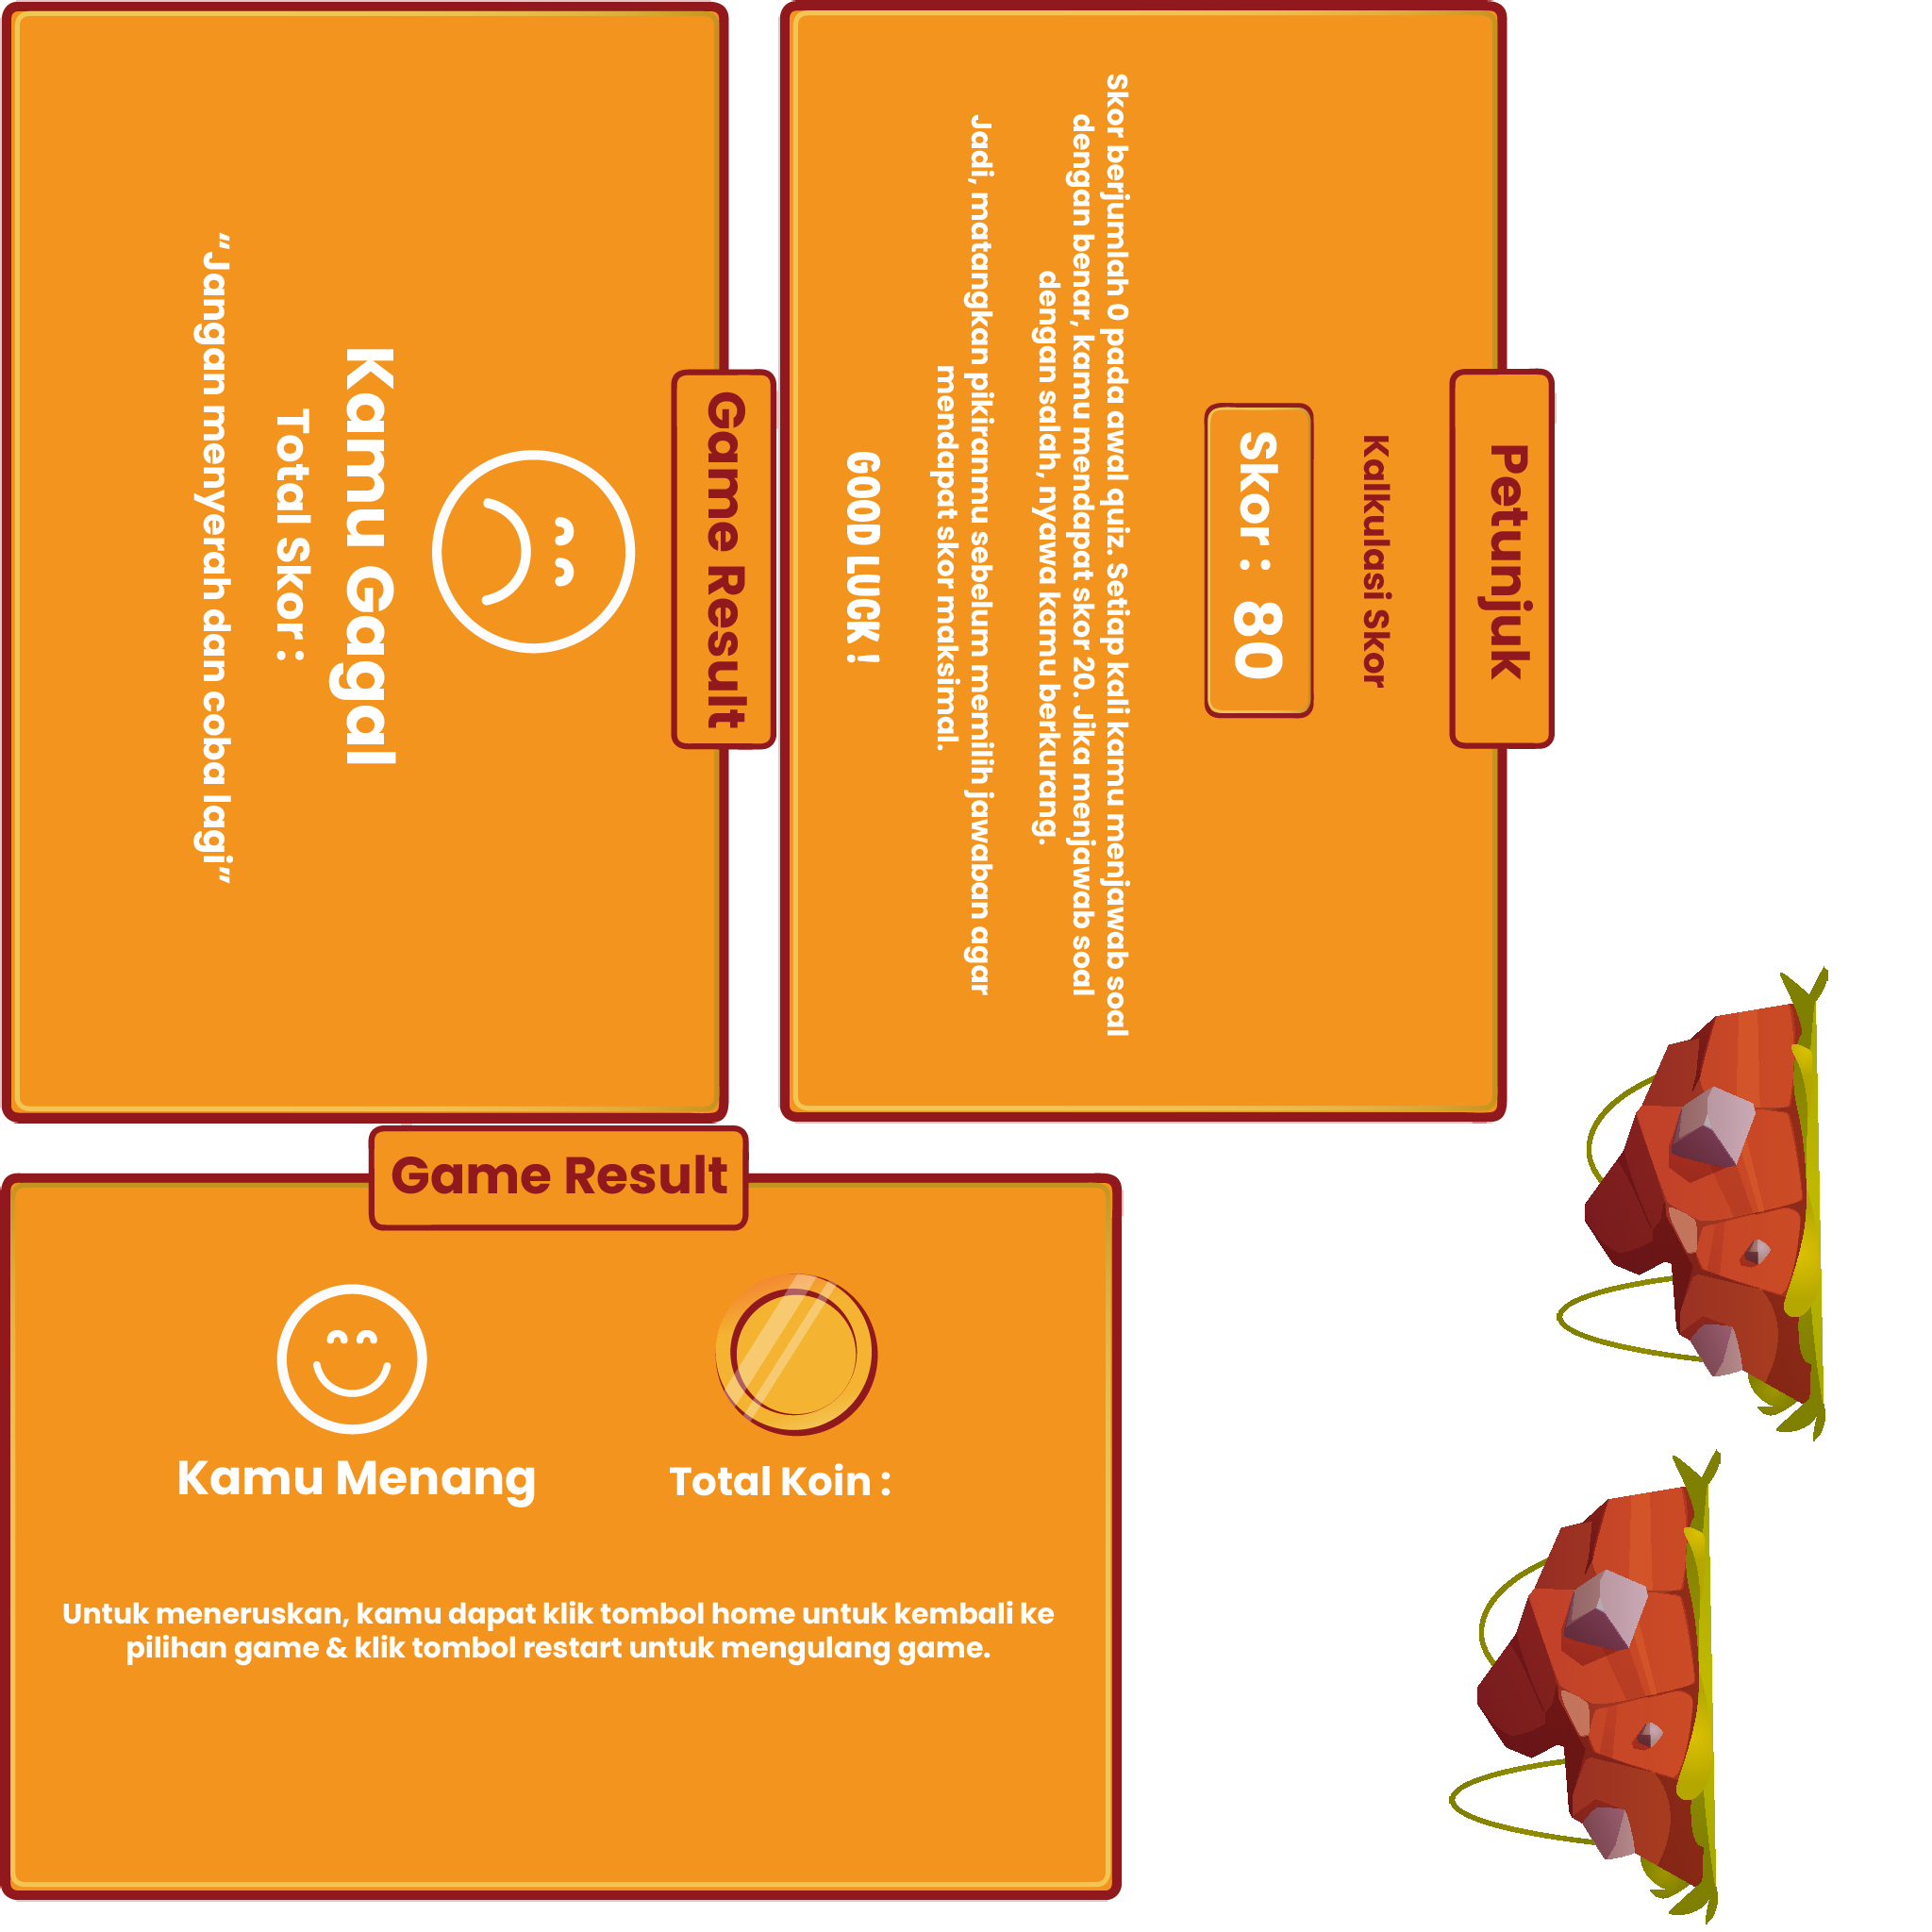 Game Result
Kamu Gagal
Total Skor :
“Jangan menyerah dan coba lagi”
Petunjuk
Kalkulasi Skor
Skor : 80
Skor berjumlah 0 pada awal quiz. Setiap kali kamu menjawab soal
dengan benar, kamu mendapat skor 20. Jika menjawab soal
dengan salah, nyawa kamu berkurang.
Jadi, matangkan pikiranmu sebelum memilih jawaban agar
mendapat skor maksimal.
GOOD LUCK !
Game Result
Kamu Menang
Total Koin :
Untuk meneruskan, kamu dapat klik tombol home untuk kembali ke
pilihan game & klik tombol restart untuk mengulang game.